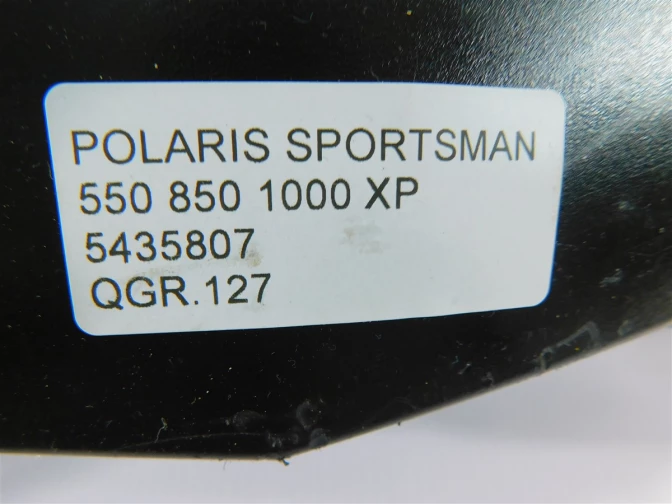 POLARIS SPORTSMAN
550 850 1000 XP
5435807
QGR.127